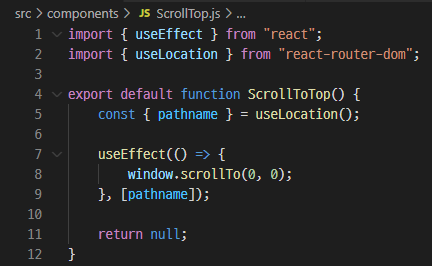 src > components > JS ScrollTop.js > ...
1 import { useEffect } from "react";
2 import { useLocation } from "react-router-dom";
3
4 export default function ScrollToTop() {
5 const { pathname } = useLocation();
6
7 useEffect(() => {
8 window.scrollTo(0, 0);
9 }, [pathname]);
10
11 return null;
12 }